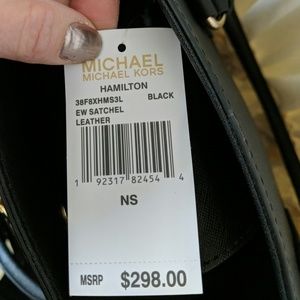 MICHAEL
MICHAEL KORS
HAMILTON
38F8XHMS3L BLACK
EW SATCHEL
LEATHER
1 92317 82454 4
NS
MSRP $298.00